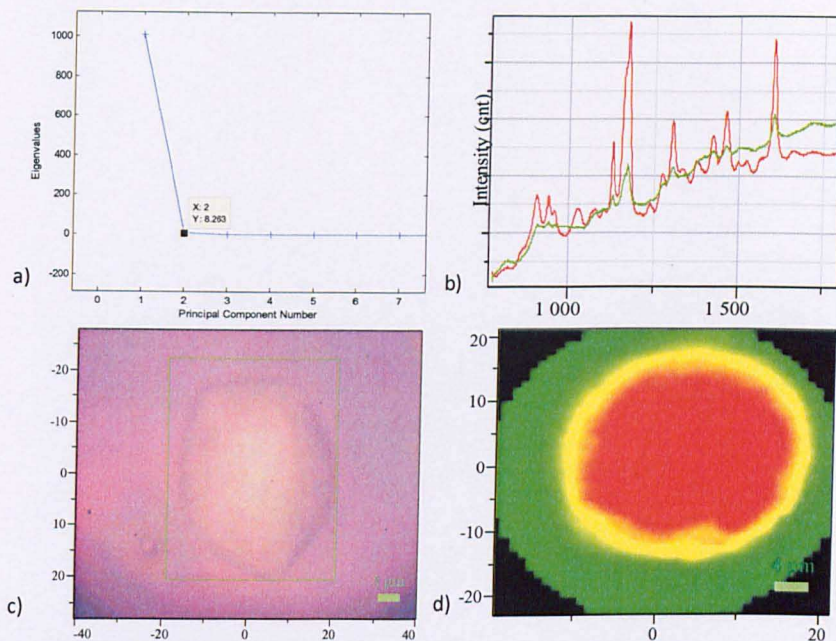 a)
Eigenvalues
1000
800
600
400
200
0
-200
X: 2
Y: 8.263
0 1 2 3 4 5 6 7
Principal Component Number
b)
Intensity (cnt)
1 000 1 500
c)
-20
-10
0
10
20
-40 -20 0 20 40
d)
20
10
0
-10
-20
0 20